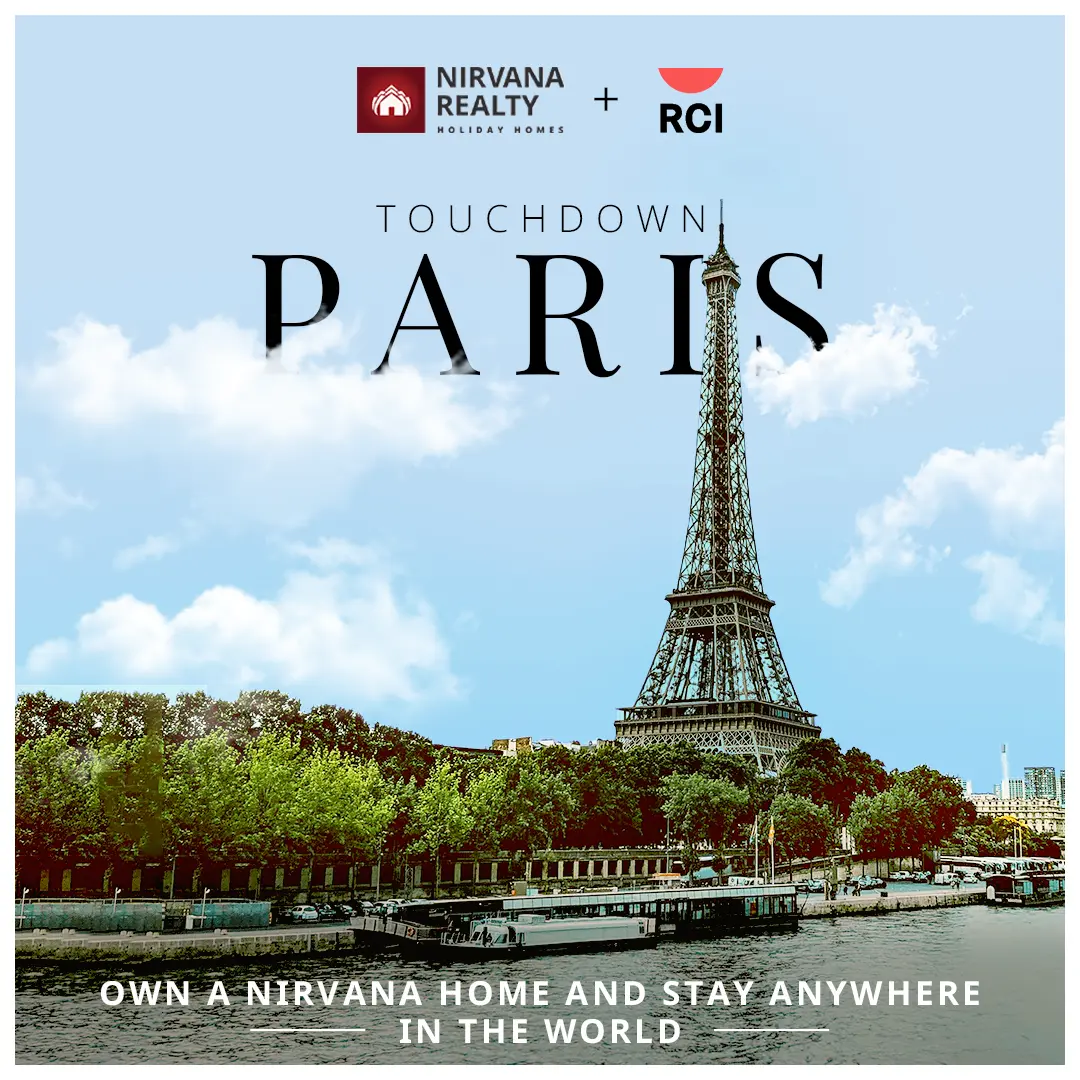 NIRVANA
REALTY
HOLIDAY HOMES
+
RCI
TOUCHDOWN
PARIS
OWN A NIRVANA HOME AND STAY ANYWHERE
IN THE WORLD